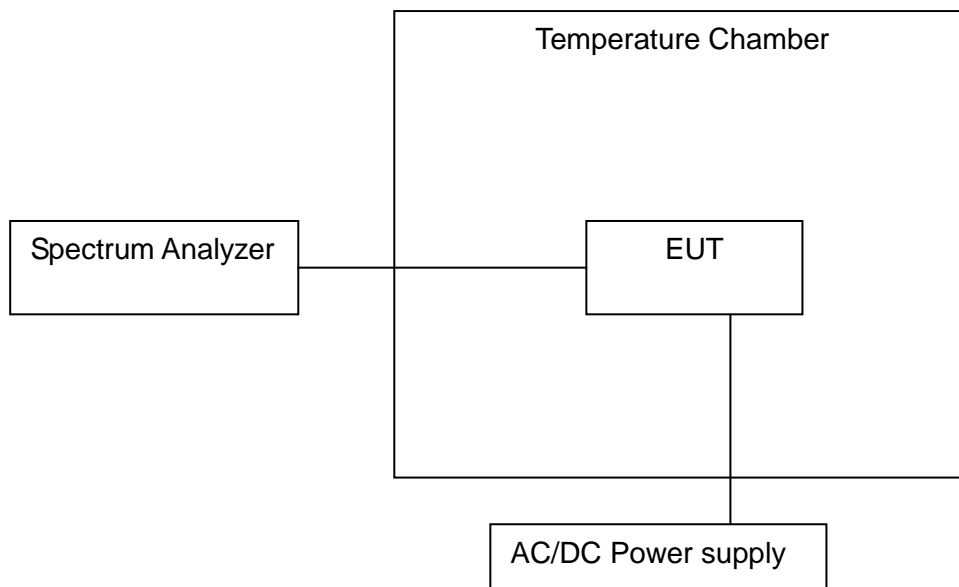 Temperature Chamber
Spectrum Analyzer
EUT
AC/DC Power supply